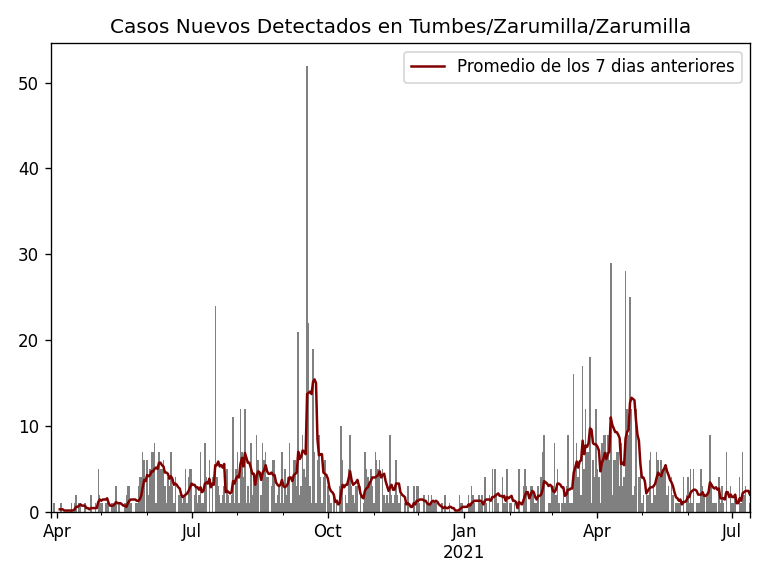 Casos Nuevos Detectados en Tumbes/Zarumilla/Zarumilla
Promedio de los 7 dias anteriores
50
40
30
20
10
0
Apr Jul Oct Jan Apr Jul
2021